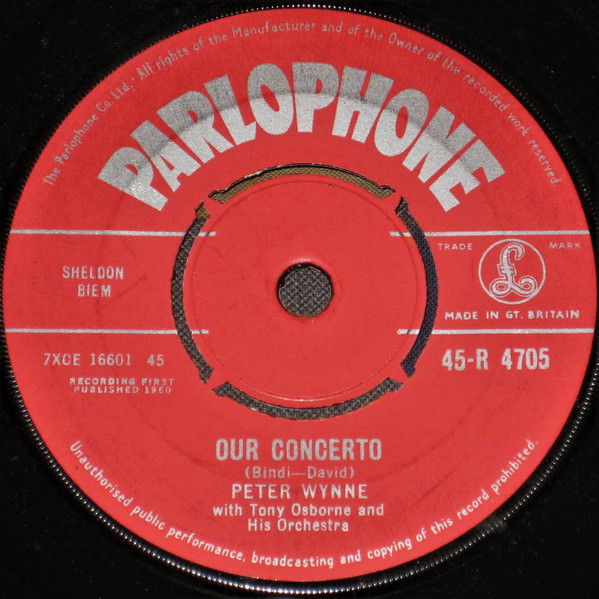 The Parlophone Co. Ltd. · All rights of the Manufacturer and of the Owner of the recorded work reserved.
PARLOPHONE
SHELDON
BIEM
TRADE MARK
£
MADE IN GT. BRITAIN
7XCE 16601 45
45-R 4705
RECORDING FIRST
PUBLISHED 1960
OUR CONCERTO
(Bindi—David)
PETER WYNNE
with Tony Osborne and
His Orchestra
Unauthorised public performance, broadcasting and copying of this record prohibited.